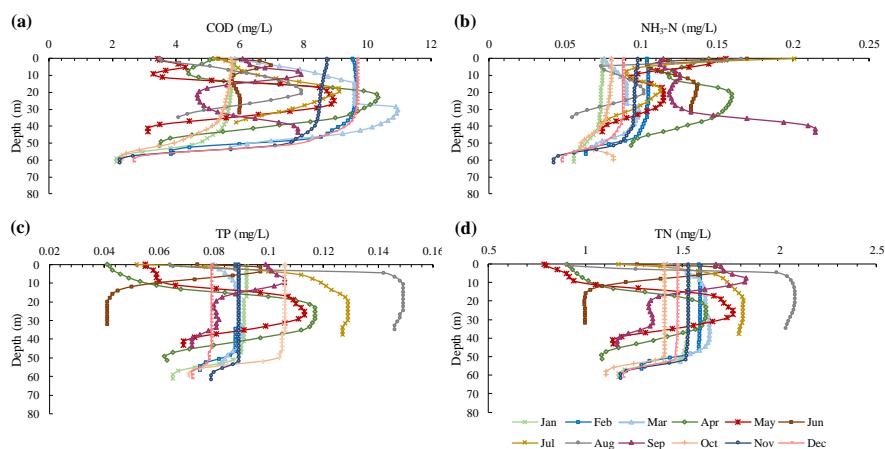 (a) COD (mg/L)
0 2 4 6 8 10 12
0
10
20
30
40
50
60
70
80
Depth (m)
(b) NH₃-N (mg/L)
0 0.05 0.1 0.15 0.2 0.25
0
10
20
30
40
50
60
70
80
Depth (m)
(c) TP (mg/L)
0.02 0.04 0.06 0.08 0.1 0.12 0.14 0.16
0
10
20
30
40
50
60
70
80
Depth (m)
(d) TN (mg/L)
0.5 1 1.5 2 2.5
0
10
20
30
40
50
60
70
80
Depth (m)
Jan Feb Mar Apr May Jun
Jul Aug Sep Oct Nov Dec